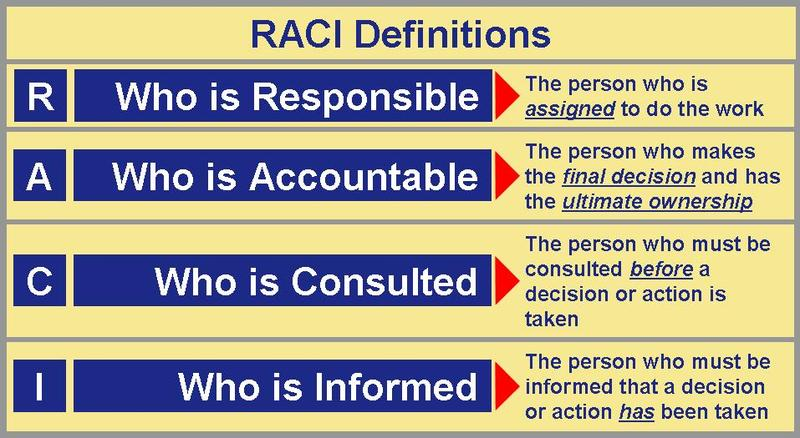 RACI Definitions
R
Who is Responsible
The person who is
assigned to do the work
A
Who is Accountable
The person who makes
the final decision and has
the ultimate ownership
C
Who is Consulted
The person who must be
consulted before a
decision or action is
taken
I
Who is Informed
The person who must be
informed that a decision
or action has been taken